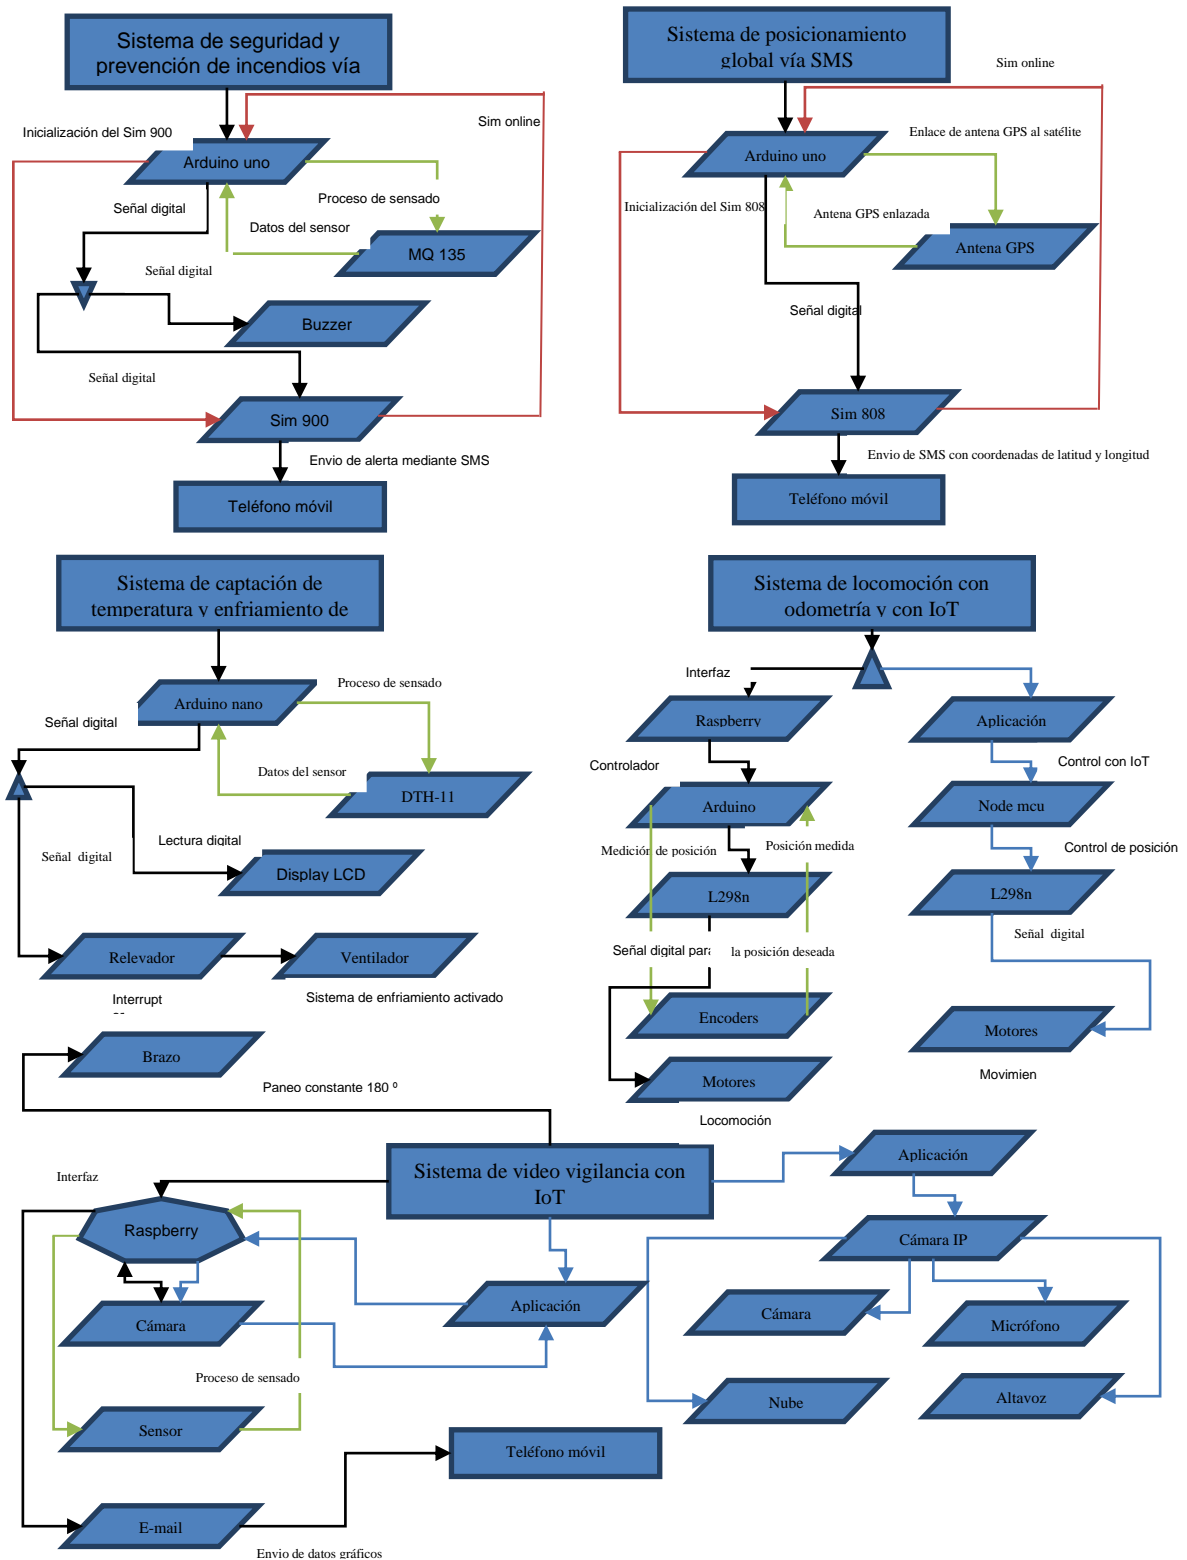 Sistema de seguridad y
prevención de incendios vía
Inicialización del Sim 900
Sim online
Arduino uno
Señal digital
Proceso de sensado
Datos del sensor
MQ 135
Señal digital
Buzzer
Señal digital
Sim 900
Envio de alerta mediante SMS
Teléfono móvil
Sistema de posicionamiento
global vía SMS
Sim online
Enlace de antena GPS al satélite
Arduino uno
Inicialización del Sim 808
Antena GPS enlazada
Antena GPS
Señal digital
Sim 808
Envio de SMS con coordenadas de latitud y longitud
Teléfono móvil
Sistema de captación de
temperatura y enfriamiento de
Proceso de sensado
Arduino nano
Señal digital
Datos del sensor
DTH-11
Lectura digital
Señal digital
Display LCD
Relevador
Ventilador
Interrupt
Sistema de enfriamiento activado
Sistema de locomoción con
odometría y con IoT
Interfaz
Raspberry
Aplicación
Controlador
Control con IoT
Arduino
Node mcu
Medición de posición
Posición medida
Control de posición
L298n
L298n
Señal digital para
la posición deseada
Señal digital
Encoders
Motores
Movimien
Motores
Locomoción
Brazo
Paneo constante 180 º
Sistema de video vigilancia con
IoT
Interfaz
Raspberry
Cámara
Aplicación
Proceso de sensado
Sensor
Teléfono móvil
E-mail
Envio de datos gráficos
Aplicación
Cámara IP
Cámara
Micrófono
Nube
Altavoz